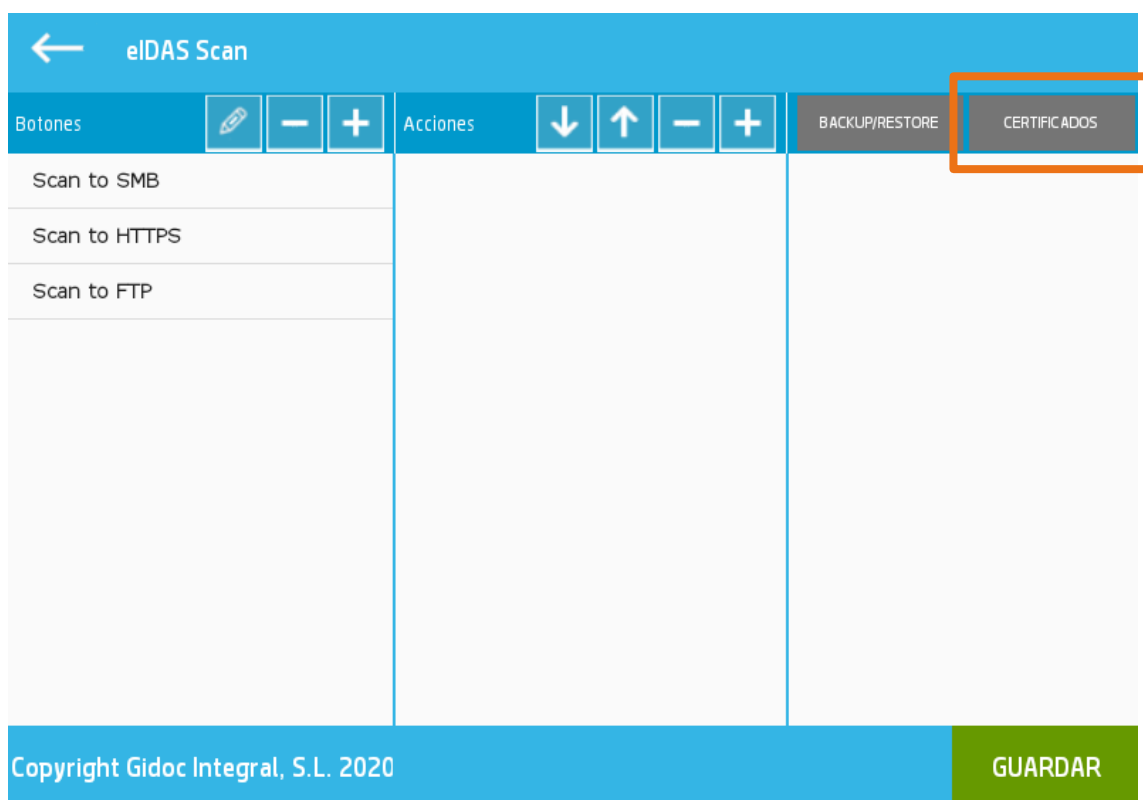 eIDAS Scan
Botones
Acciones
BACKUP/RESTORE
CERTIFICADOS
Scan to SMB
Scan to HTTPS
Scan to FTP
Copyright Gidoc Integral, S.L. 2020
GUARDAR